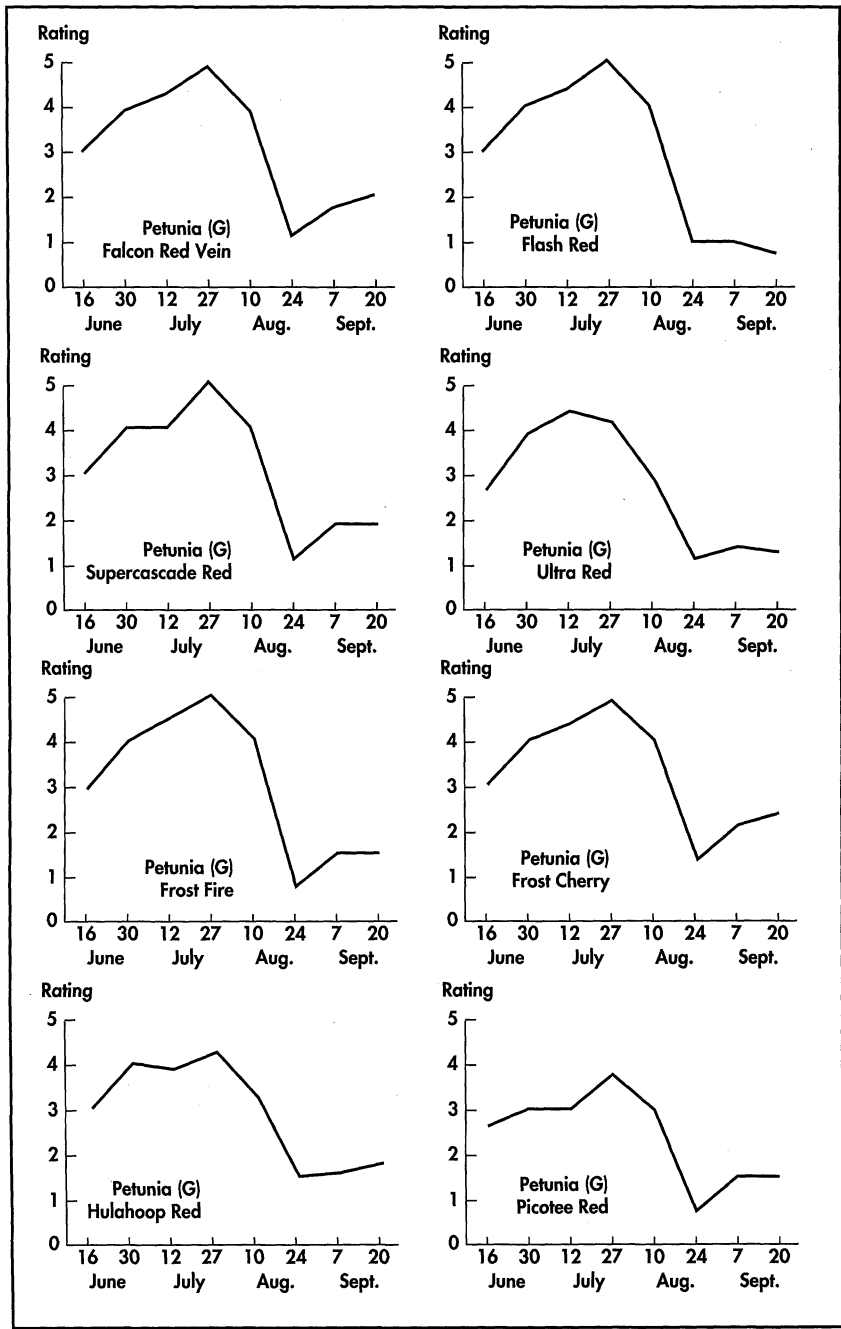 Rating
5
4
3
2
1
0
Petunia (G)
Falcon Red Vein
16 30 12 27 10 24 7 20
June July Aug. Sept.
Rating
5
4
3
2
1
0
Petunia (G)
Flash Red
16 30 12 27 10 24 7 20
June July Aug. Sept.
Rating
5
4
3
2
1
0
Petunia (G)
Supercascade Red
16 30 12 27 10 24 7 20
June July Aug. Sept.
Rating
5
4
3
2
1
0
Petunia (G)
Ultra Red
16 30 12 27 10 24 7 20
June July Aug. Sept.
Rating
5
4
3
2
1
0
Petunia (G)
Frost Fire
16 30 12 27 10 24 7 20
June July Aug. Sept.
Rating
5
4
3
2
1
0
Petunia (G)
Frost Cherry
16 30 12 27 10 24 7 20
June July Aug. Sept.
Rating
5
4
3
2
1
0
Petunia (G)
Hulahoop Red
16 30 12 27 10 24 7 20
June July Aug. Sept.
Rating
5
4
3
2
1
0
Petunia (G)
Picotee Red
16 30 12 27 10 24 7 20
June July Aug. Sept.